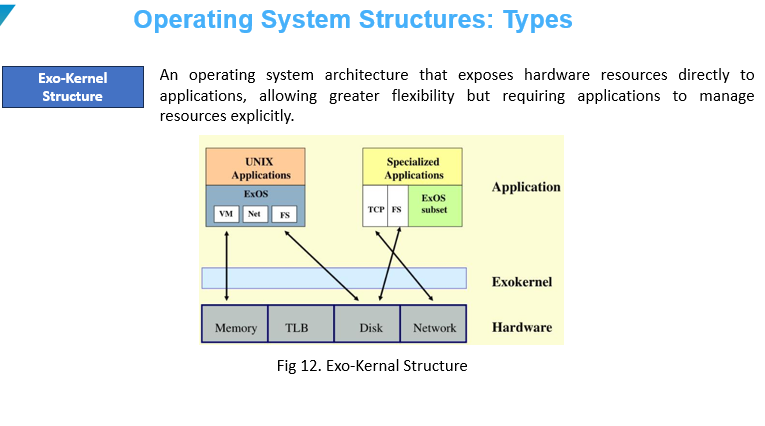 Operating System Structures: Types
Exo-Kernel
Structure
An operating system architecture that exposes hardware resources directly to
applications, allowing greater flexibility but requiring applications to manage
resources explicitly.
UNIX
Applications
ExOS
VM Net FS
Specialized
Applications
TCP FS
ExOS
subset
Application
Exokernel
Memory TLB Disk Network Hardware
Fig 12. Exo-Kernal Structure